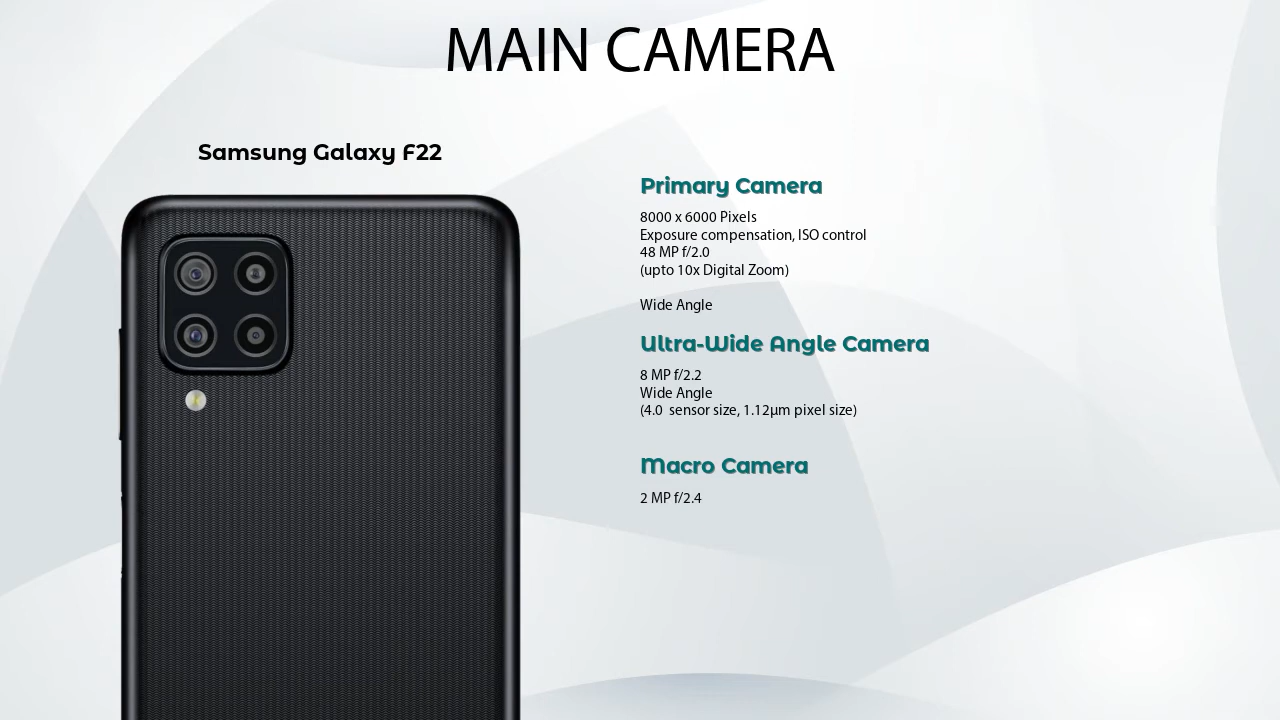 MAIN CAMERA
Samsung Galaxy F22
Primary Camera
8000 x 6000 Pixels
Exposure compensation, ISO control
48 MP f/2.0
(upto 10x Digital Zoom)
Wide Angle
Ultra-Wide Angle Camera
8 MP f/2.2
Wide Angle
(4.0  sensor size, 1.12µm pixel size)
Macro Camera
2 MP f/2.4